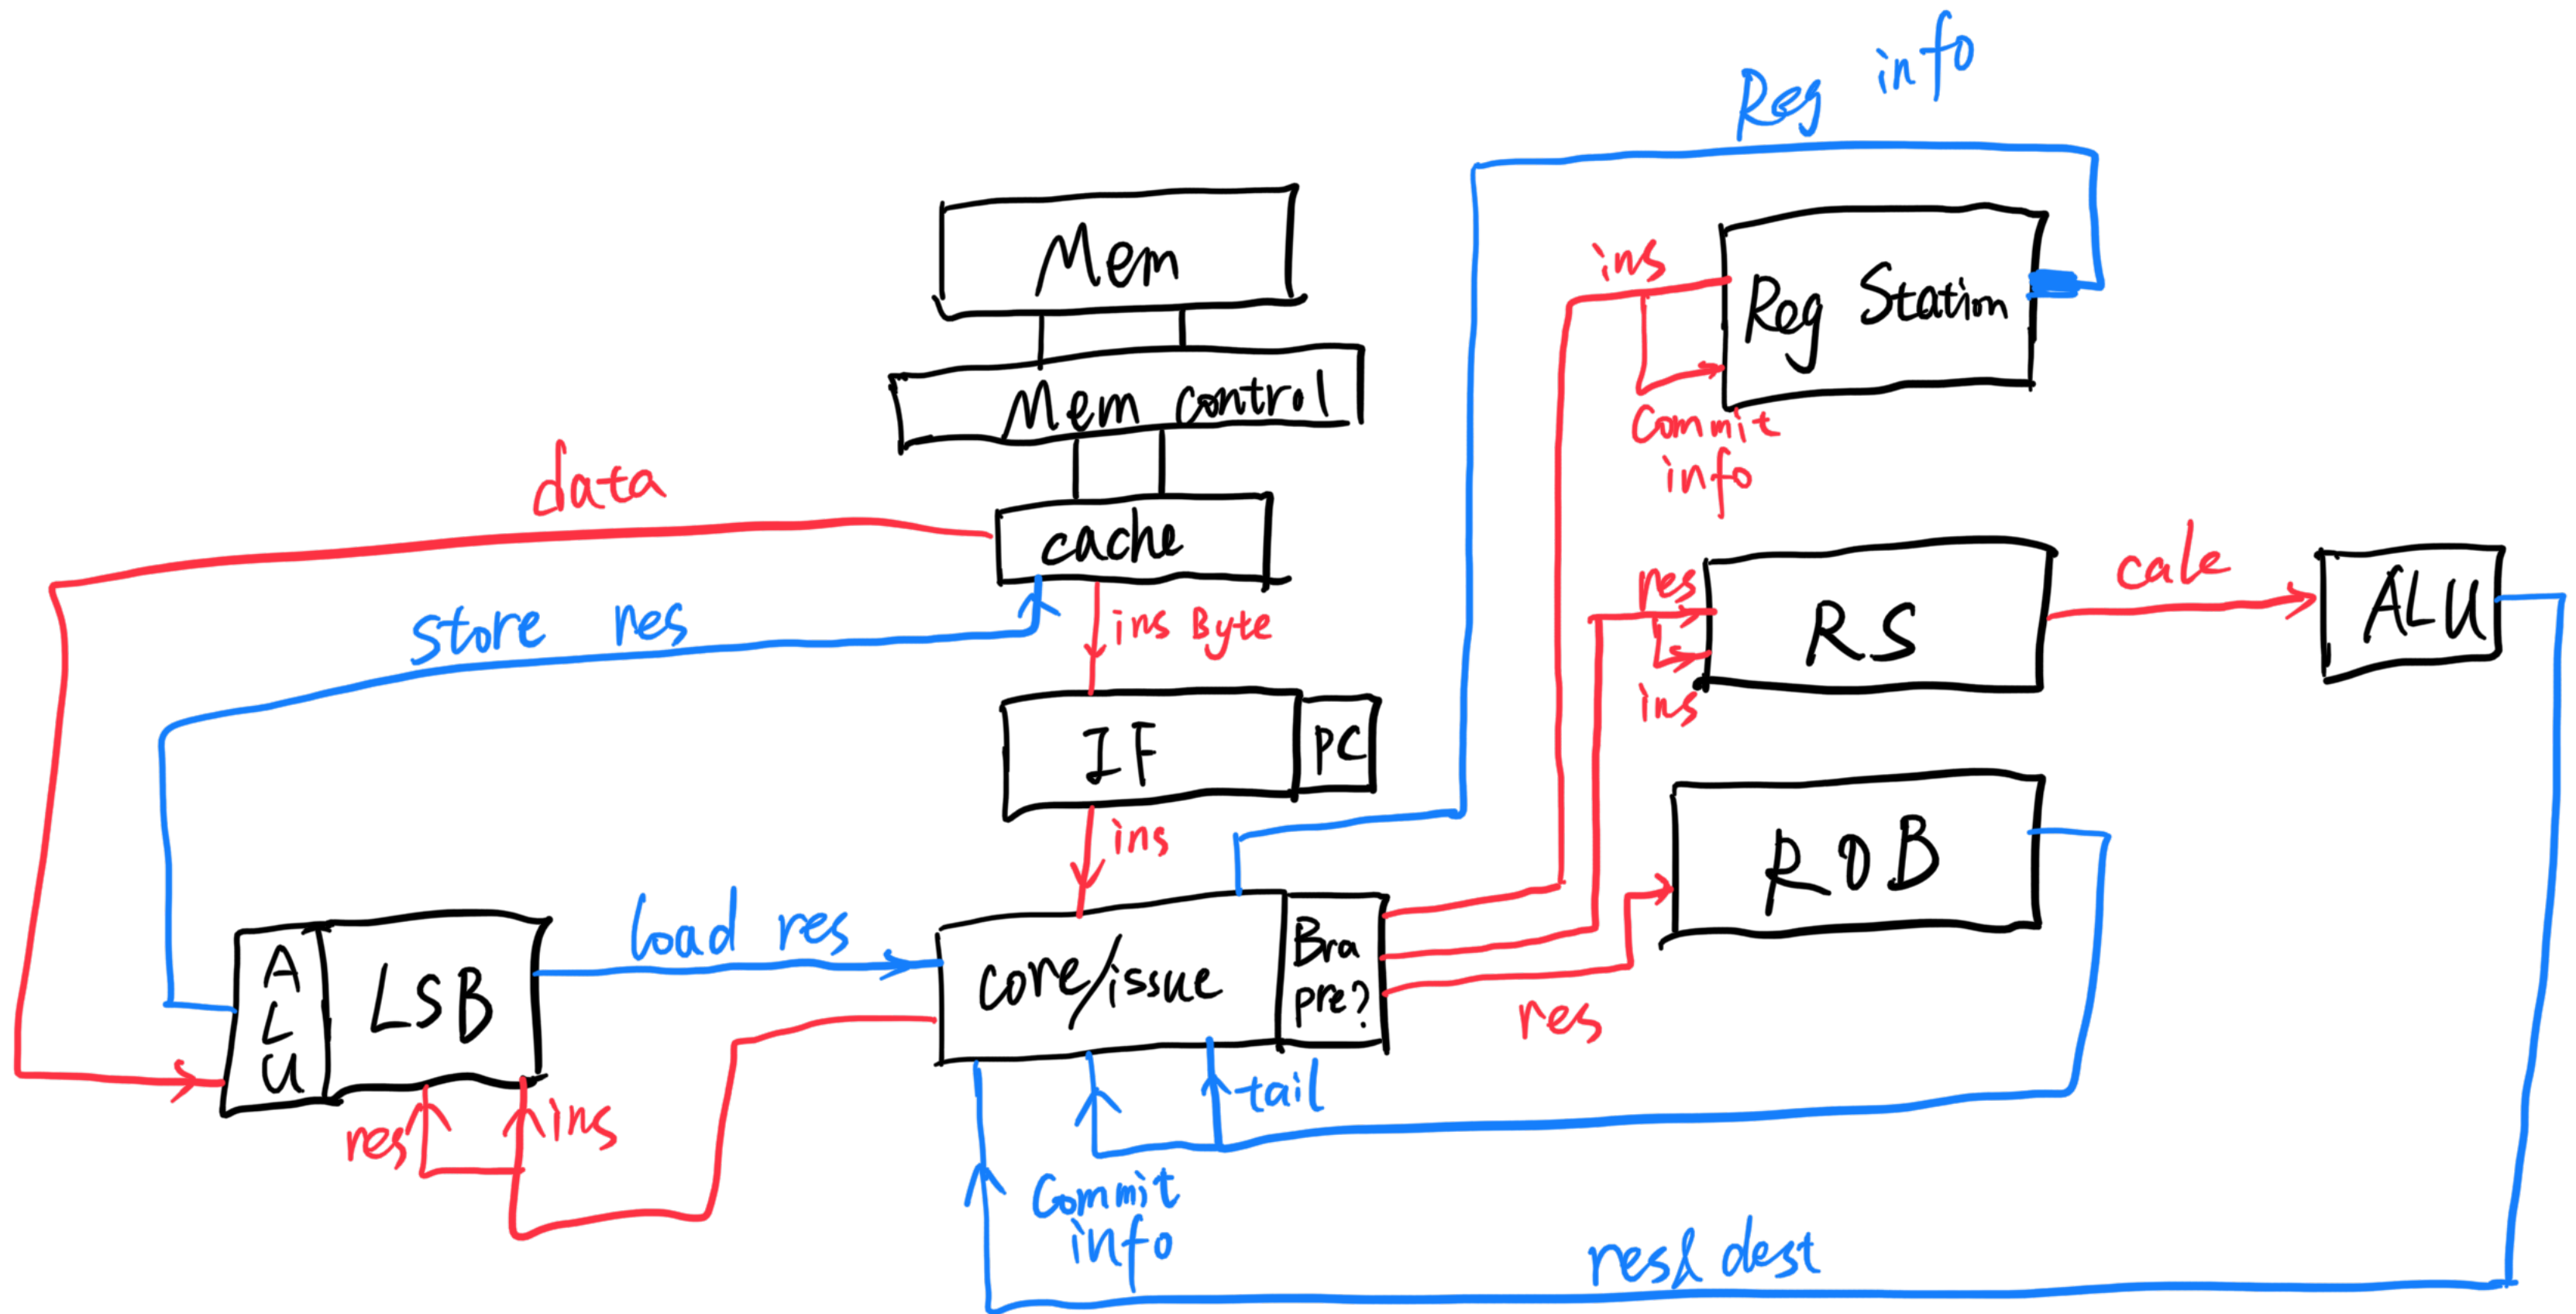 Reg info
Mem
ins
Reg Station
Mem control
Commit
info
data
cache
res
calc
ALU
store res
ins Byte
RS
ins
IF
PC
ins
ROB
load res
ALU
LSB
core/issue
Bra
pre?
res
tail
res
ins
Commit
info
res& dest